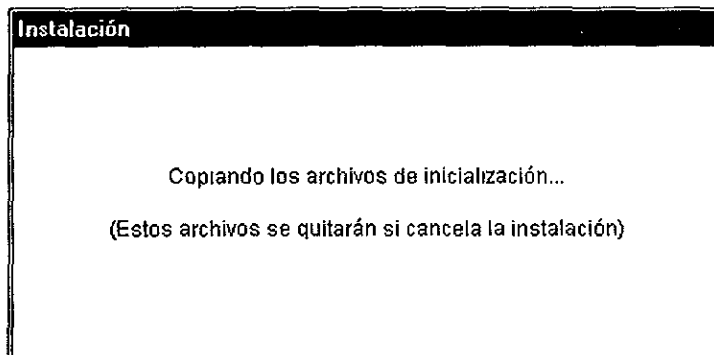 Instalación
Copiando los archivos de inicialización...
(Estos archivos se quitarán si cancela la instalación)